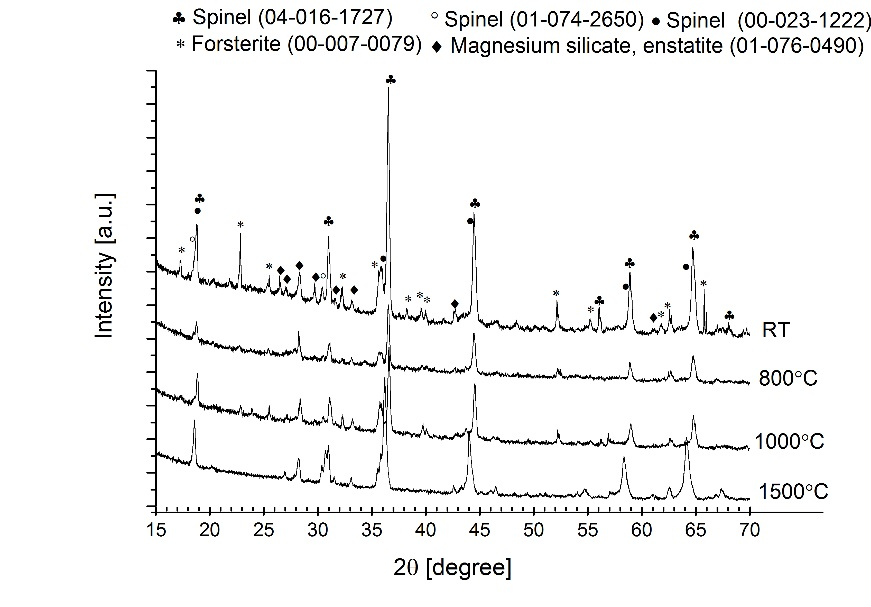 ♣ Spinel (04-016-1727) ○ Spinel (01-074-2650) ● Spinel (00-023-1222)
* Forsterite (00-007-0079) ♦ Magnesium silicate, enstatite (01-076-0490)
Intensity [a.u.]
RT
800°C
1000°C
1500°C
15 20 25 30 35 40 45 50 55 60 65 70
2θ [degree]